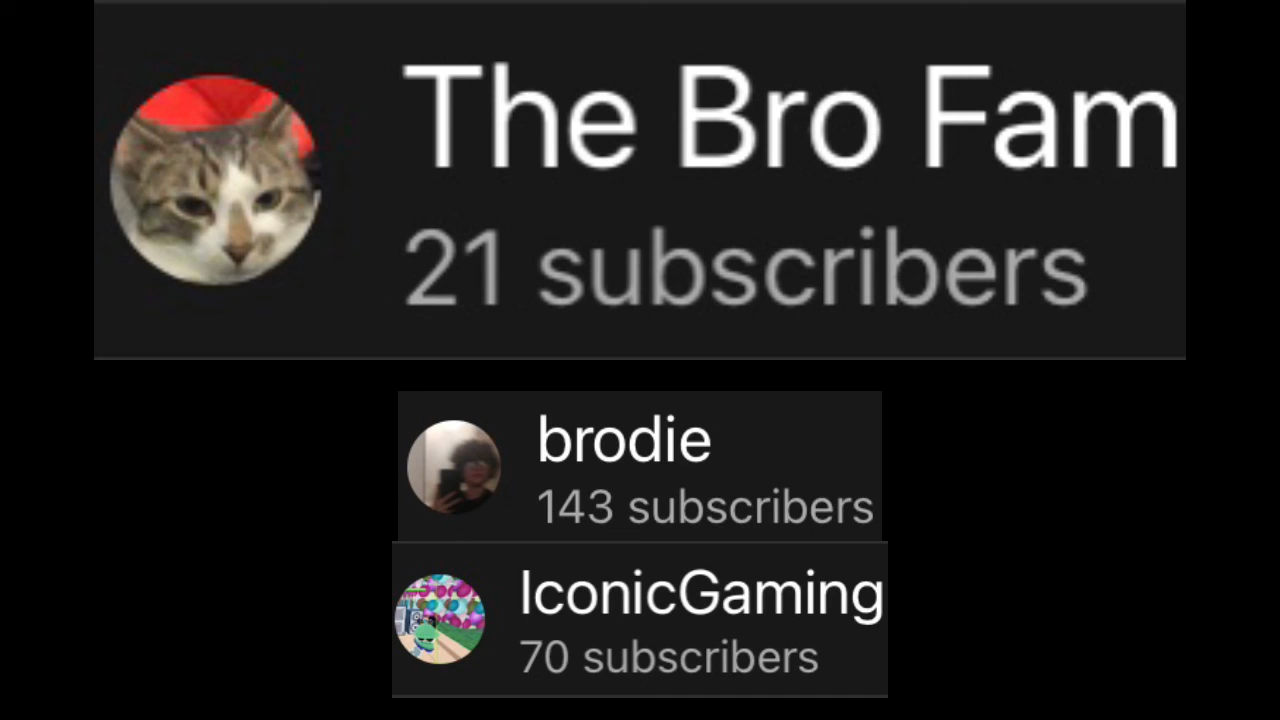 The Bro Fam
21 subscribers
brodie
143 subscribers
IconicGaming
70 subscribers